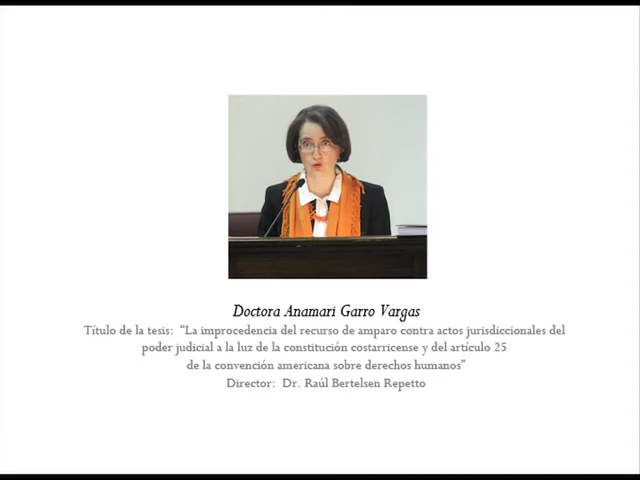 Doctora Anamari Garro Vargas
Título de la tesis: “La improcedencia del recurso de amparo contra actos jurisdiccionales del
poder judicial a la luz de la constitución costarricense y del artículo 25
de la convención americana sobre derechos humanos”
Director: Dr. Raúl Bertelsen Repetto